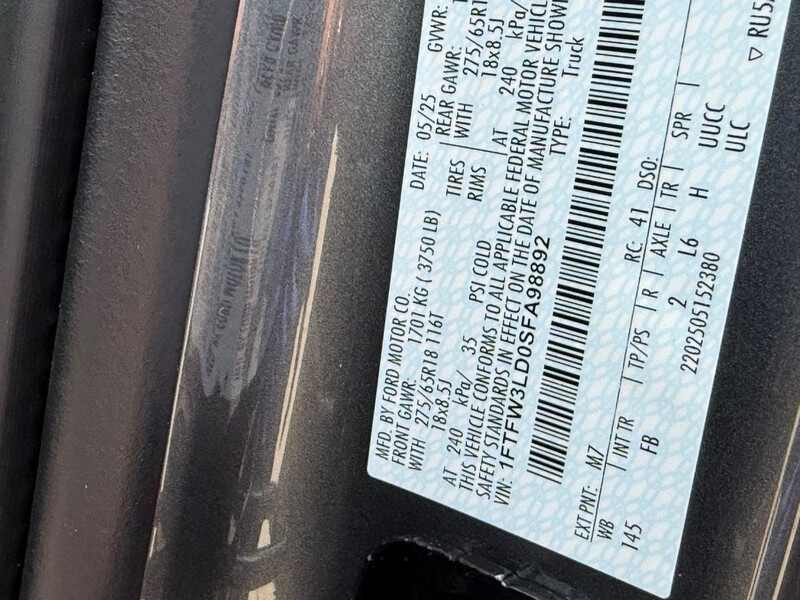 MFD. BY FORD MOTOR CO.
DATE: 05/25
GVWR:
FRONT GAWR: 1701 KG ( 3750 LB)
REAR GAWR:
275/65R18 116T
TIRES
WITH
275/65R1
WITH
18x8.5J
RIMS
18x8.5J
AT 240 kPa/ 35 PSI COLD
AT 240 kPa/
THIS VEHICLE CONFORMS TO ALL APPLICABLE FEDERAL MOTOR VEHICL
SAFETY STANDARDS IN EFFECT ON THE DATE OF MANUFACTURE SHOWN
VIN: 1FTFW3LD0SFA98892
TYPE: Truck
EXT PNT: M7
RC: 41 DSO:
WB INT TR TP/PS R AXLE TR SPR
145 FB 2 L6 H UUCC
2202505152380
ULC
▽ RU5